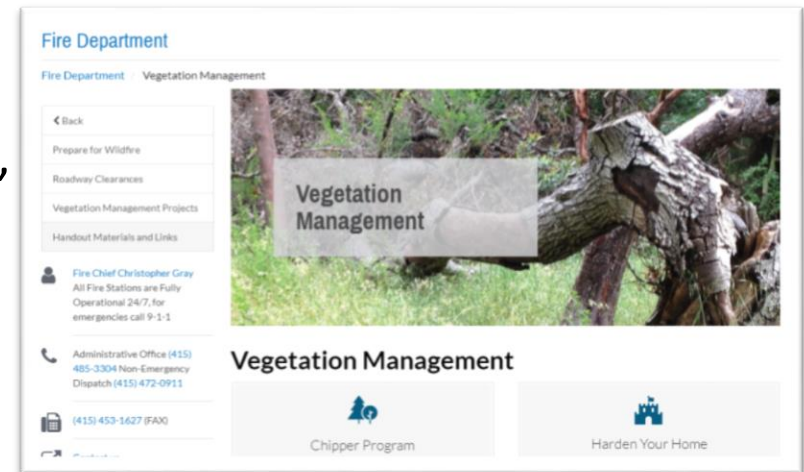 Fire Department
Fire Department / Vegetation Management
Back
Prepare for Wildfire
Roadway Clearances
Vegetation Management Projects
Handout Materials and Links
Fire Chief Christopher Gray
All Fire Stations are Fully
Operational 24/7, for
emergencies call 9-1-1
Administrative Office (415)
485-3304 Non-Emergency
Dispatch (415) 472-0911
(415) 453-1627 (FAX)
Vegetation
Management
Vegetation Management
Chipper Program
Harden Your Home